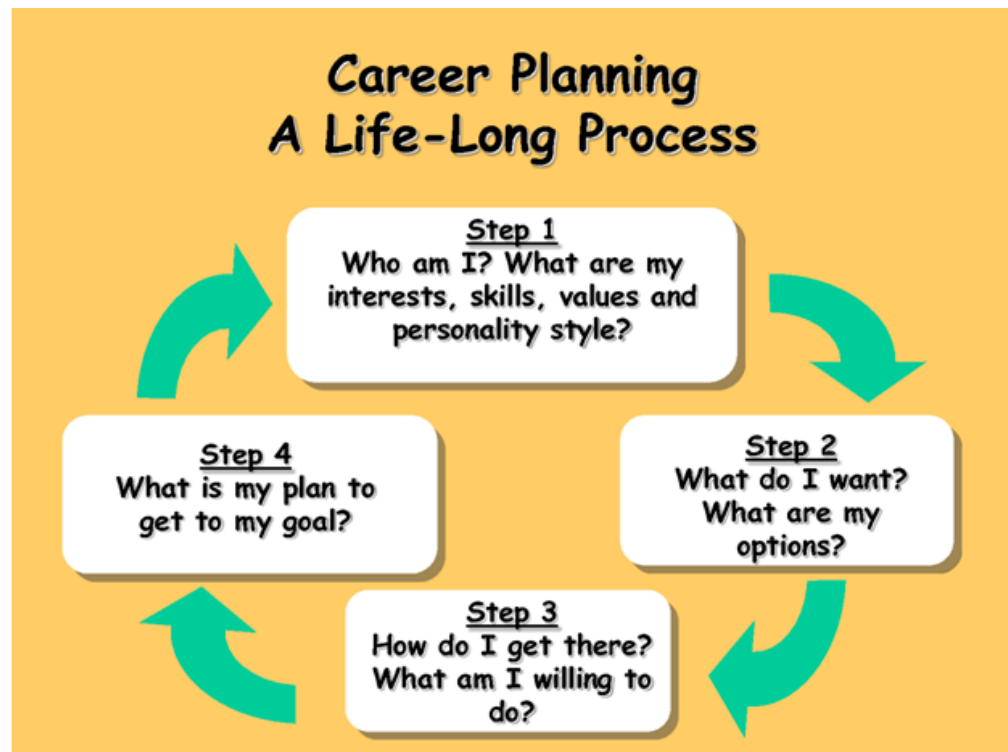 Career Planning
A Life-Long Process
Step 1
Who am I? What are my
interests, skills, values and
personality style?
Step 2
What do I want?
What are my
options?
Step 3
How do I get there?
What am I willing to
do?
Step 4
What is my plan to
get to my goal?